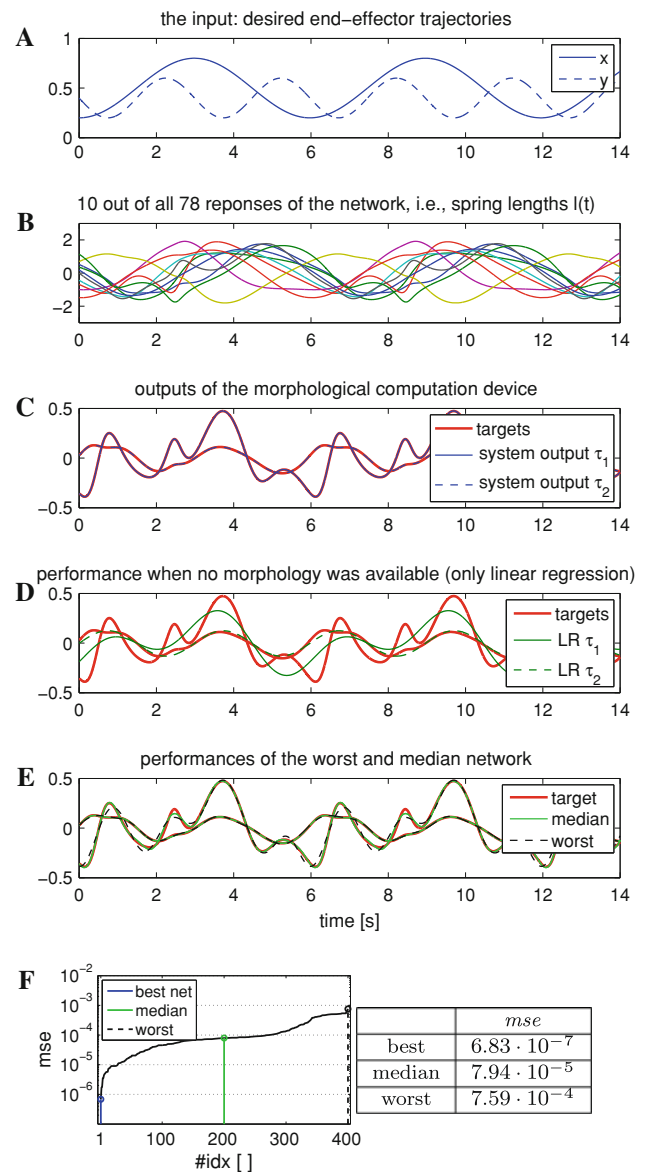 A
the input: desired end−effector trajectories
1
0.5
0
x
y
0 2 4 6 8 10 12 14
B
10 out of all 78 reponses of the network, i.e., spring lengths l(t)
2
0
−2
0 2 4 6 8 10 12 14
C
outputs of the morphological computation device
0.5
0
−0.5
targets
system output τ1
system output τ2
0 2 4 6 8 10 12 14
D
performance when no morphology was available (only linear regression)
0.5
0
−0.5
targets
LR τ1
LR τ2
0 2 4 6 8 10 12 14
E
performances of the worst and median network
0.5
0
−0.5
target
median
worst
0 2 4 6 8 10 12 14
time [s]
F
10−2
10−3
10−4
10−5
10−6
mse
best net
median
worst
1 100 200 300 400
#idx [ ]
mse
best 6.83 · 10−7
median 7.94 · 10−5
worst 7.59 · 10−4